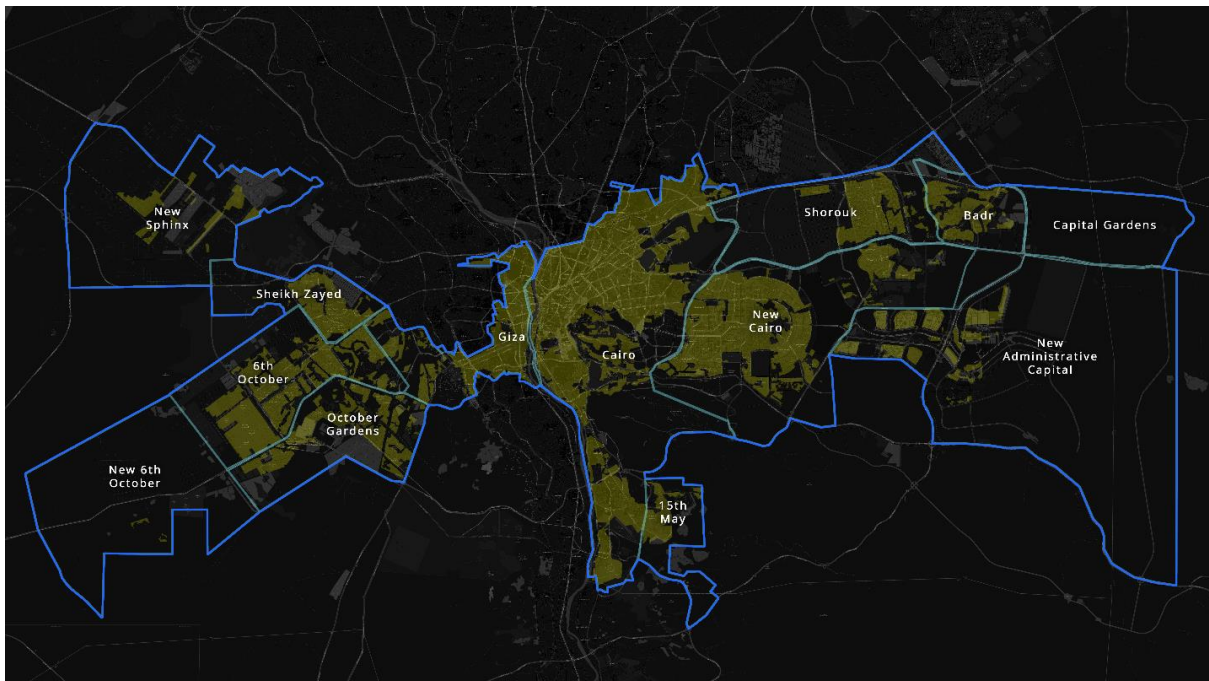 New
Sphinx
Shorouk
Badr
Capital Gardens
Sheikh Zayed
New
Cairo
Giza
Cairo
New
Administrative
Capital
6th
October
October
Gardens
New 6th
October
15th
May